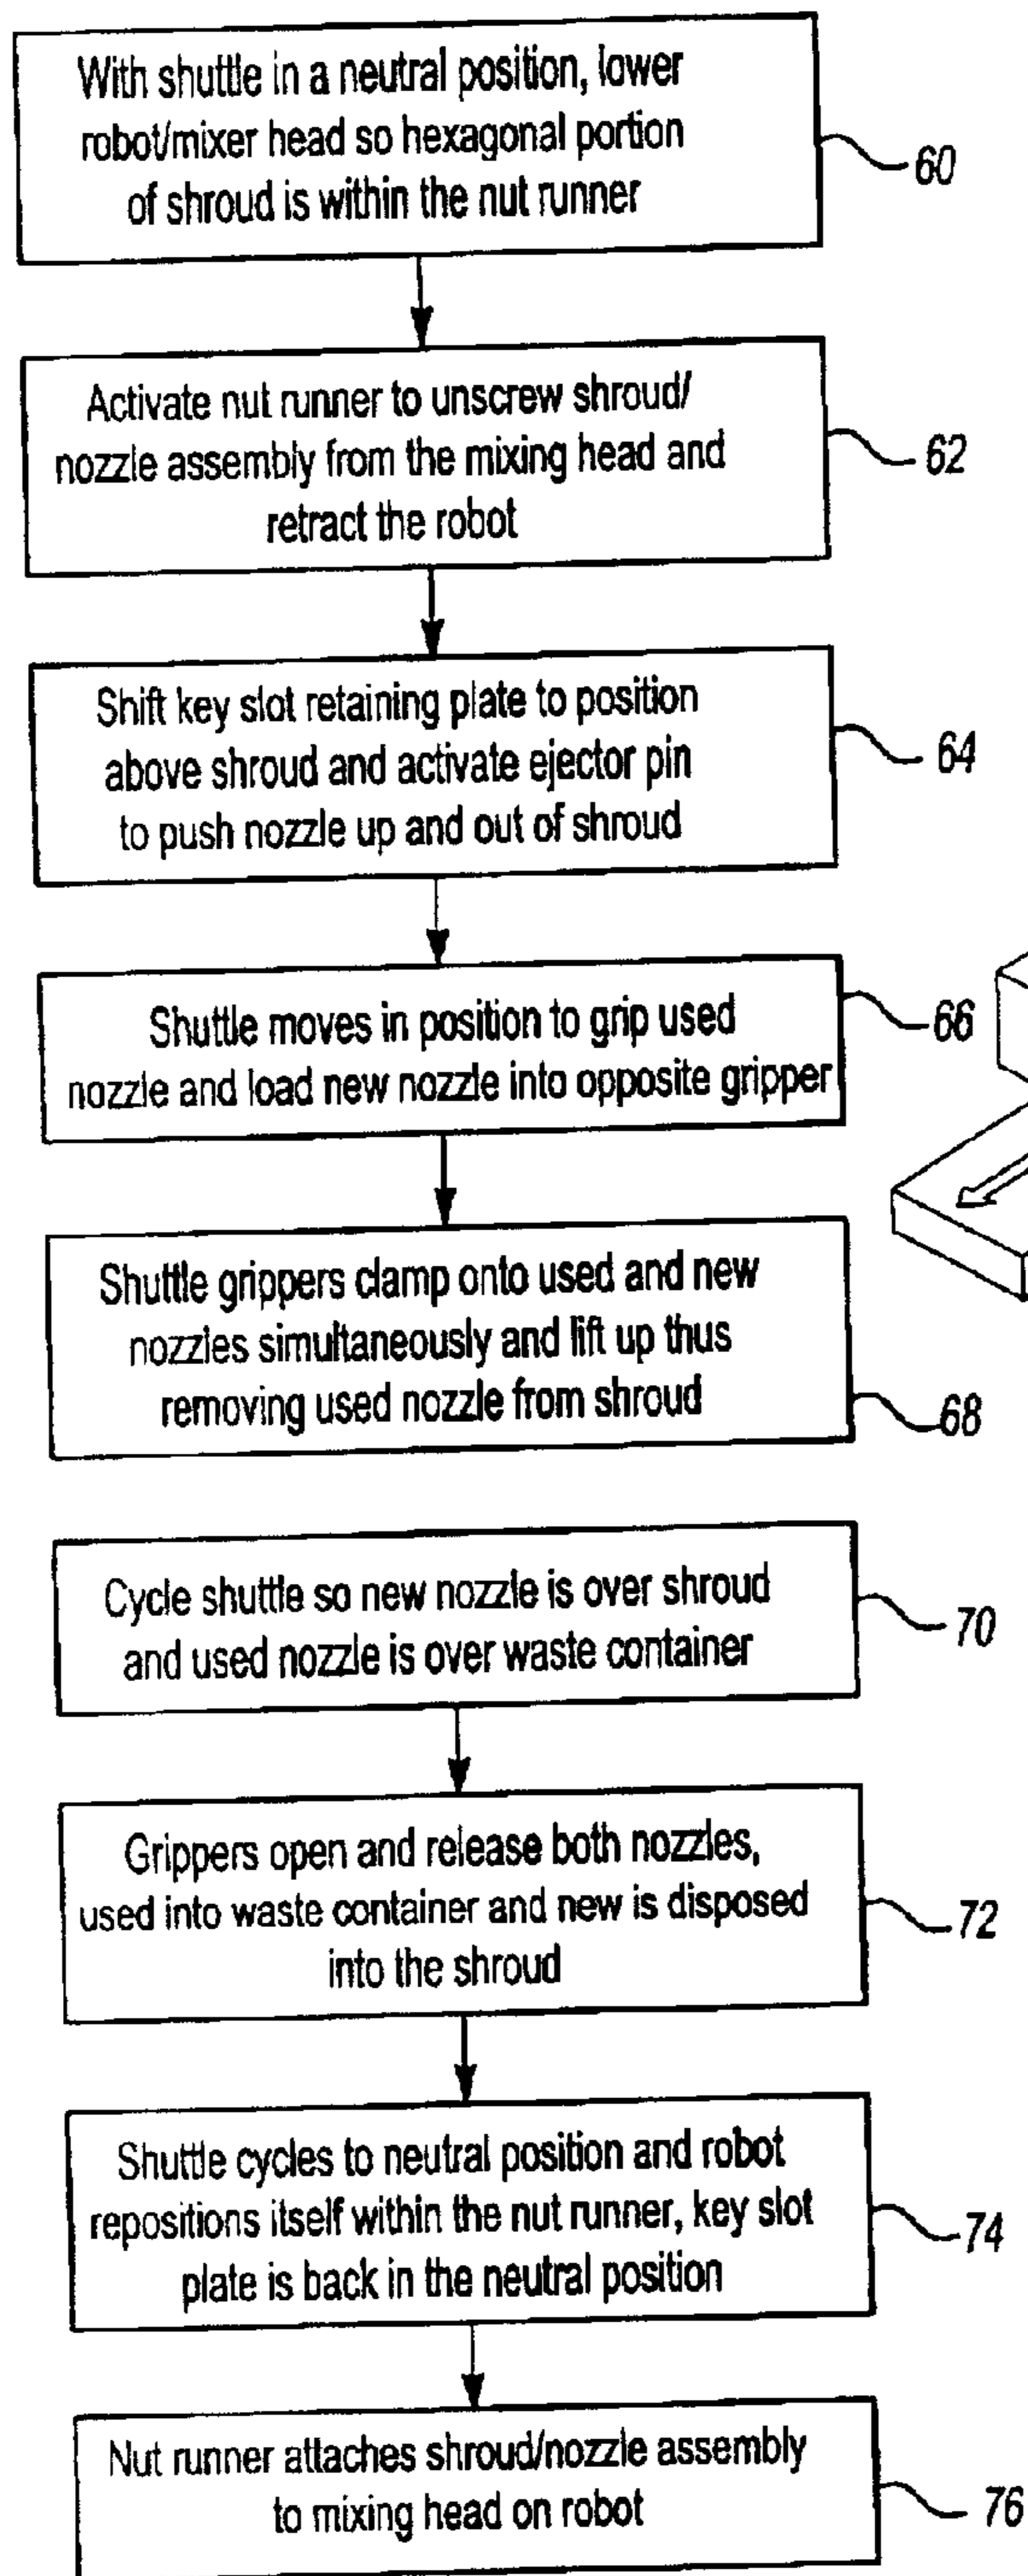 With shuttle in a neutral position, lower
robot/mixer head so hexagonal portion
of shroud is within the nut runner
60
Activate nut runner to unscrew shroud/
nozzle assembly from the mixing head and
retract the robot
62
Shift key slot retaining plate to position
above shroud and activate ejector pin
to push nozzle up and out of shroud
64
Shuttle moves in position to grip used
nozzle and load new nozzle into opposite gripper
66
Shuttle grippers clamp onto used and new
nozzles simultaneously and lift up thus
removing used nozzle from shroud
68
Cycle shuttle so new nozzle is over shroud
and used nozzle is over waste container
70
Grippers open and release both nozzles,
used into waste container and new is disposed
into the shroud
72
Shuttle cycles to neutral position and robot
repositions itself within the nut runner, key slot
plate is back in the neutral position
74
Nut runner attaches shroud/nozzle assembly
to mixing head on robot
76